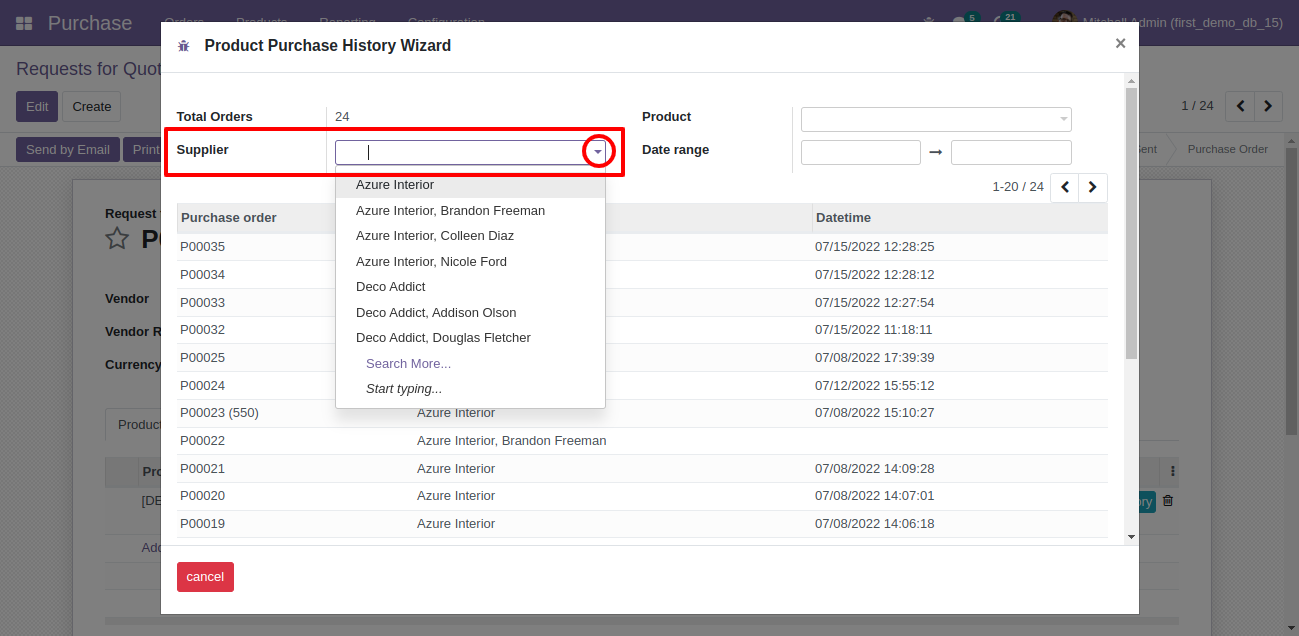 Purchase Orders Products Reporting Configuration 5 21 Mitchell Admin (first_demo_db_15)
Product Purchase History Wizard ×
Requests for Quot
Edit Create 1 / 24
Send by Email Print Purchase Order
Total Orders 24 Product
Supplier Date range
1-20 / 24
Azure Interior
Azure Interior, Brandon Freeman
Azure Interior, Colleen Diaz
Azure Interior, Nicole Ford
Deco Addict
Deco Addict, Addison Olson
Deco Addict, Douglas Fletcher
Search More...
Start typing...
Purchase order Datetime
P00035 07/15/2022 12:28:25
P00034 07/15/2022 12:28:12
P00033 07/15/2022 12:27:54
P00032 07/15/2022 11:18:11
P00025 07/08/2022 17:39:39
P00024 07/12/2022 15:55:12
P00023 (550) Azure Interior 07/08/2022 15:10:27
P00022 Azure Interior, Brandon Freeman
P00021 Azure Interior 07/08/2022 14:09:28
P00020 Azure Interior 07/08/2022 14:07:01
P00019 Azure Interior 07/08/2022 14:06:18
cancel
Request
Vendor
Vendor R
Currency
Product
Pro
[DE
Add